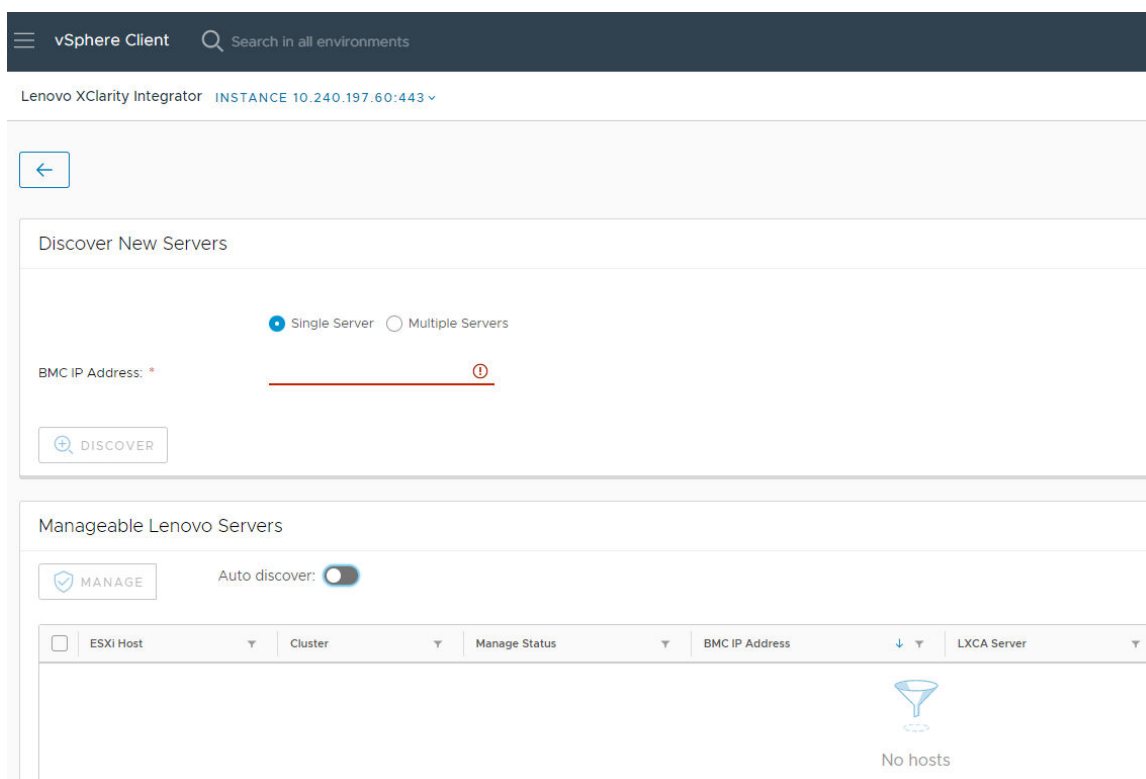 vSphere Client Search in all environments
Lenovo XClarity Integrator INSTANCE 10.240.197.60:443
Discover New Servers
Single Server Multiple Servers
BMC IP Address: *
DISCOVER
Manageable Lenovo Servers
MANAGE Auto discover:
ESXi Host Cluster Manage Status BMC IP Address LXCA Server
No hosts